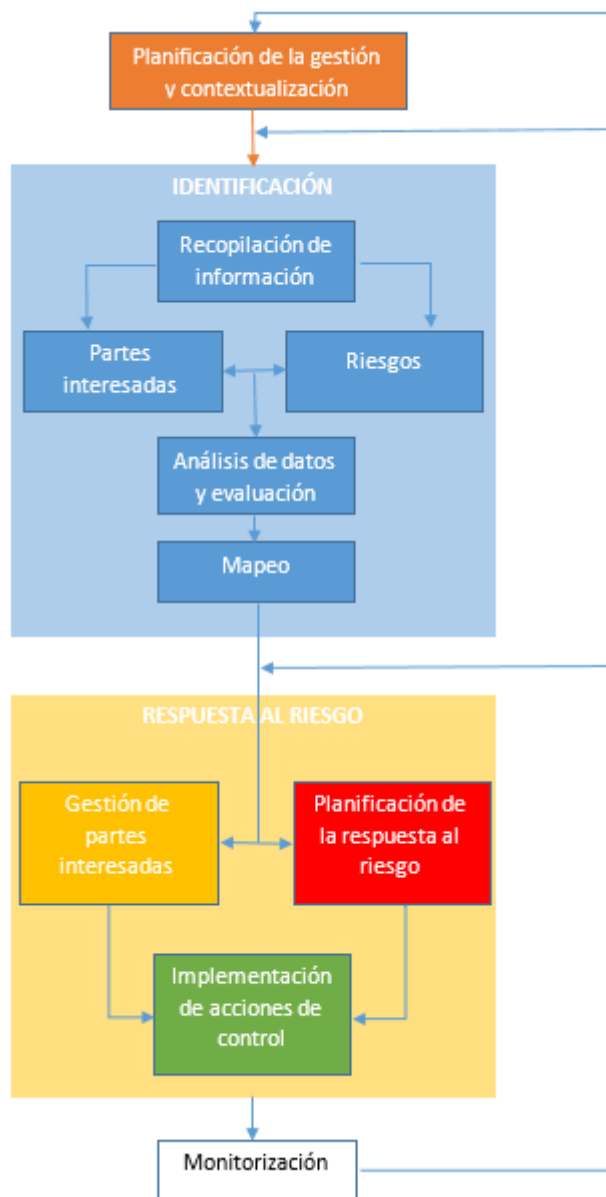 Planificación de la gestión
y contextualización
IDENTIFICACIÓN
Recopilación de
información
Partes
interesadas
Riesgos
Análisis de datos
y evaluación
Mapeo
RESPUESTA AL RIESGO
Gestión de
partes
interesadas
Planificación de
la respuesta al
riesgo
Implementación
de acciones de
control
Monitorización